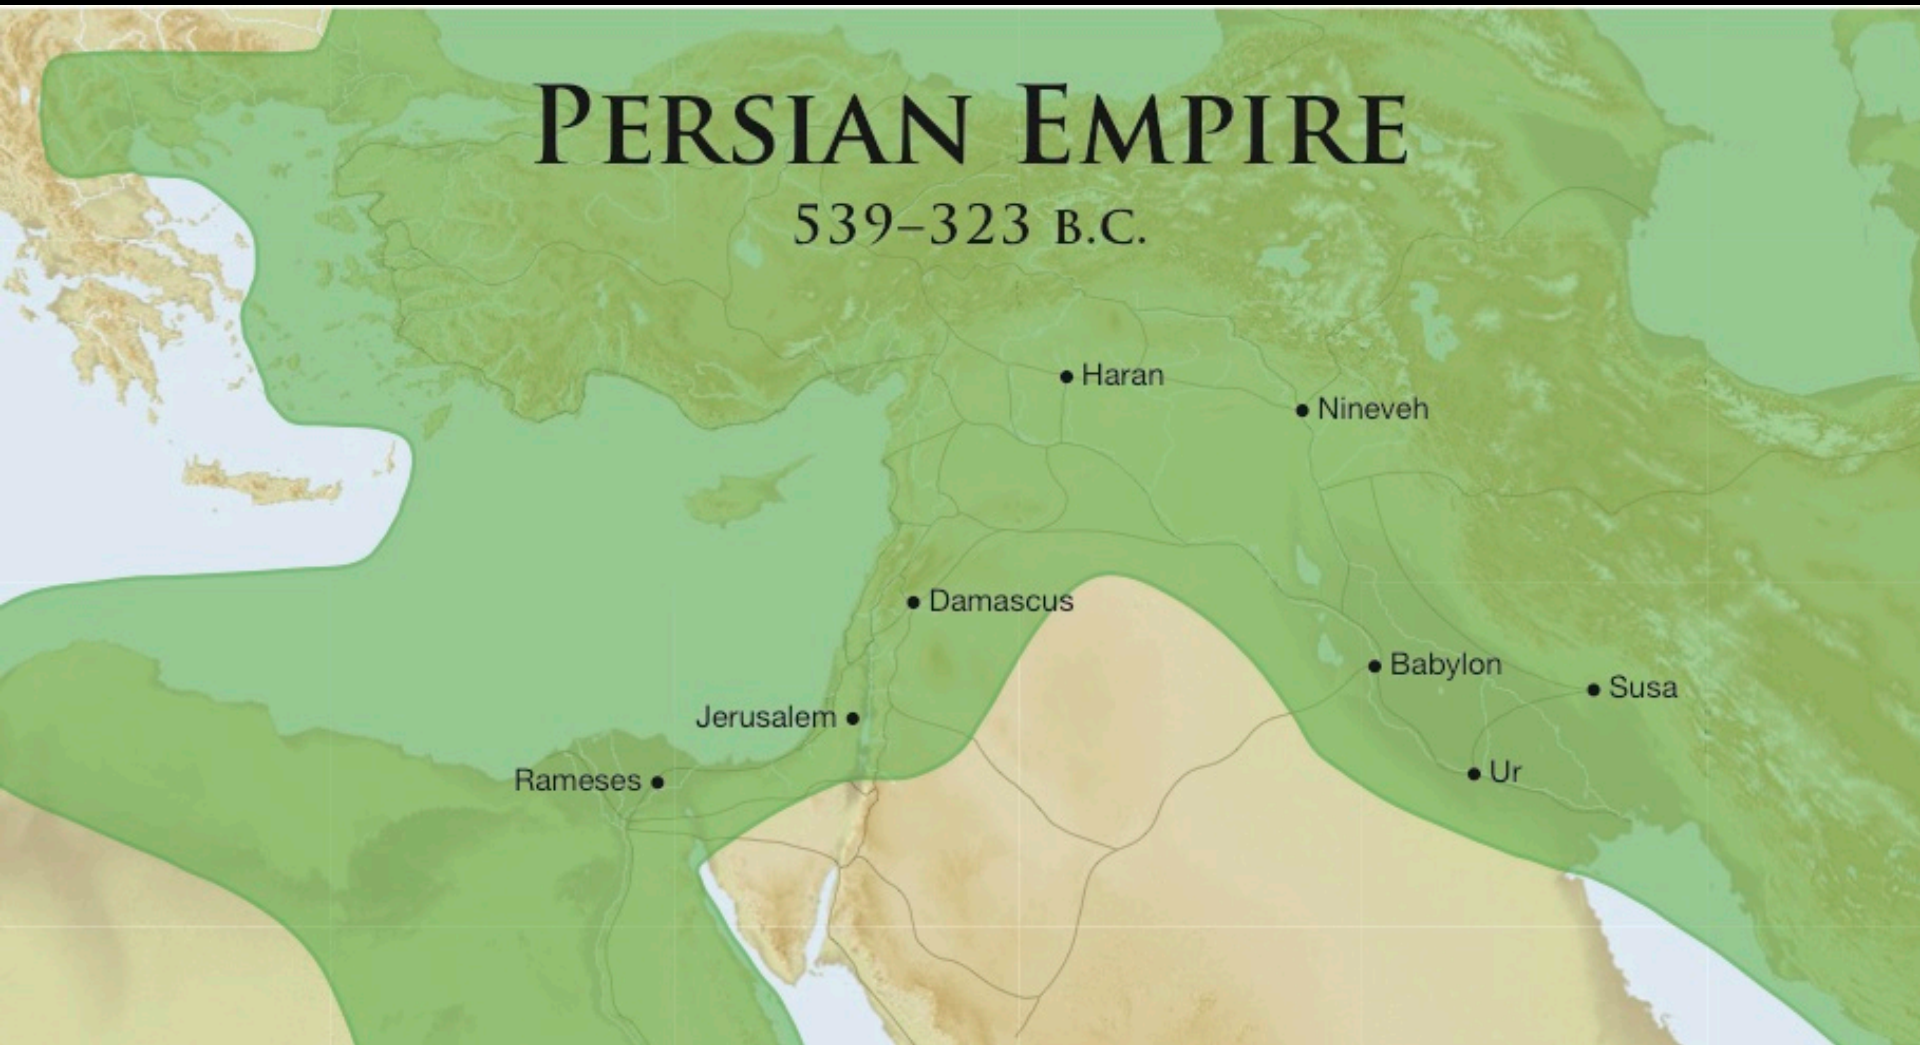 PERSIAN EMPIRE
539–323 B.C.
Haran
Nineveh
Damascus
Babylon
Susa
Jerusalem
Ur
Rameses